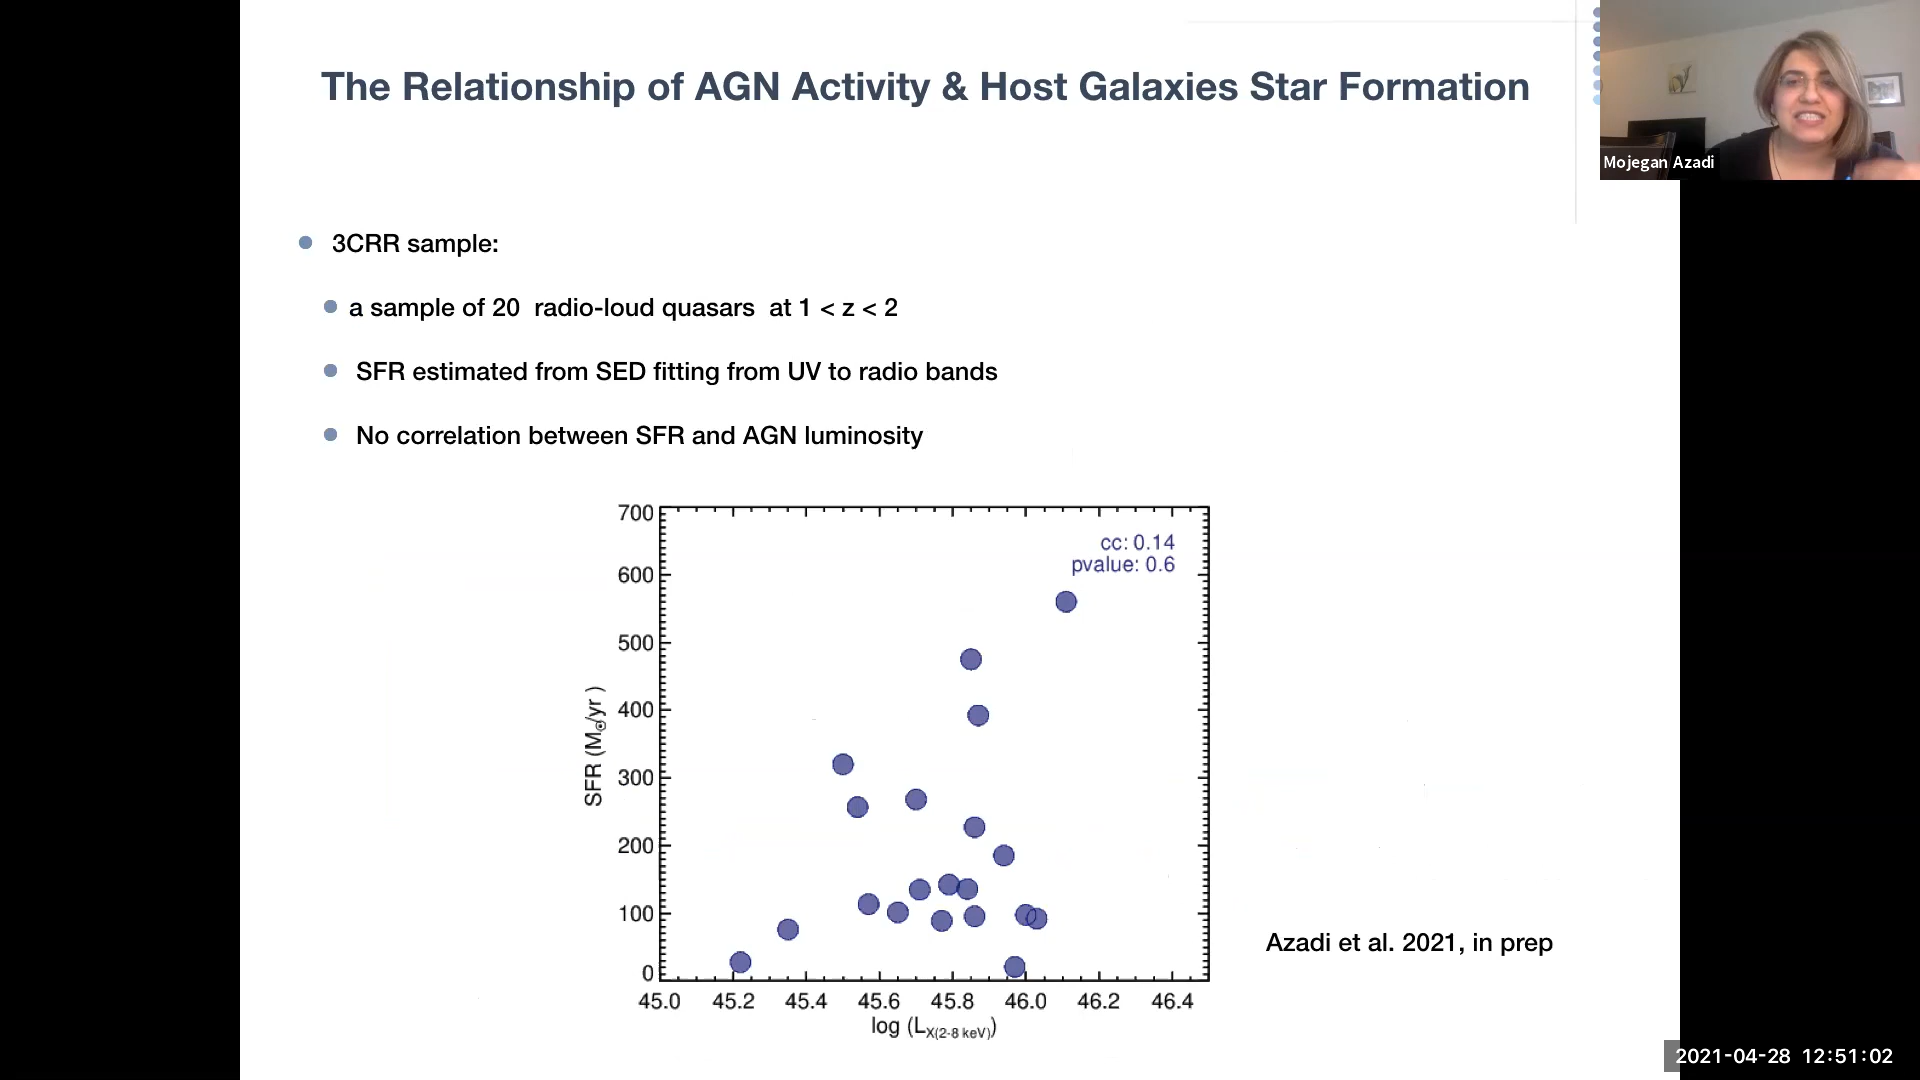 The Relationship of AGN Activity & Host Galaxies Star Formation
Mojegan Azadi
3CRR sample:
a sample of 20 radio-loud quasars at 1 < z < 2
SFR estimated from SED fitting from UV to radio bands
No correlation between SFR and AGN luminosity
cc: 0.14
pvalue: 0.6
700
600
500
400
300
200
100
0
SFR (M⊙/yr )
45.0 45.2 45.4 45.6 45.8 46.0 46.2 46.4
log (LX(2-8 keV))
Azadi et al. 2021, in prep
2021-04-28 12:51:02